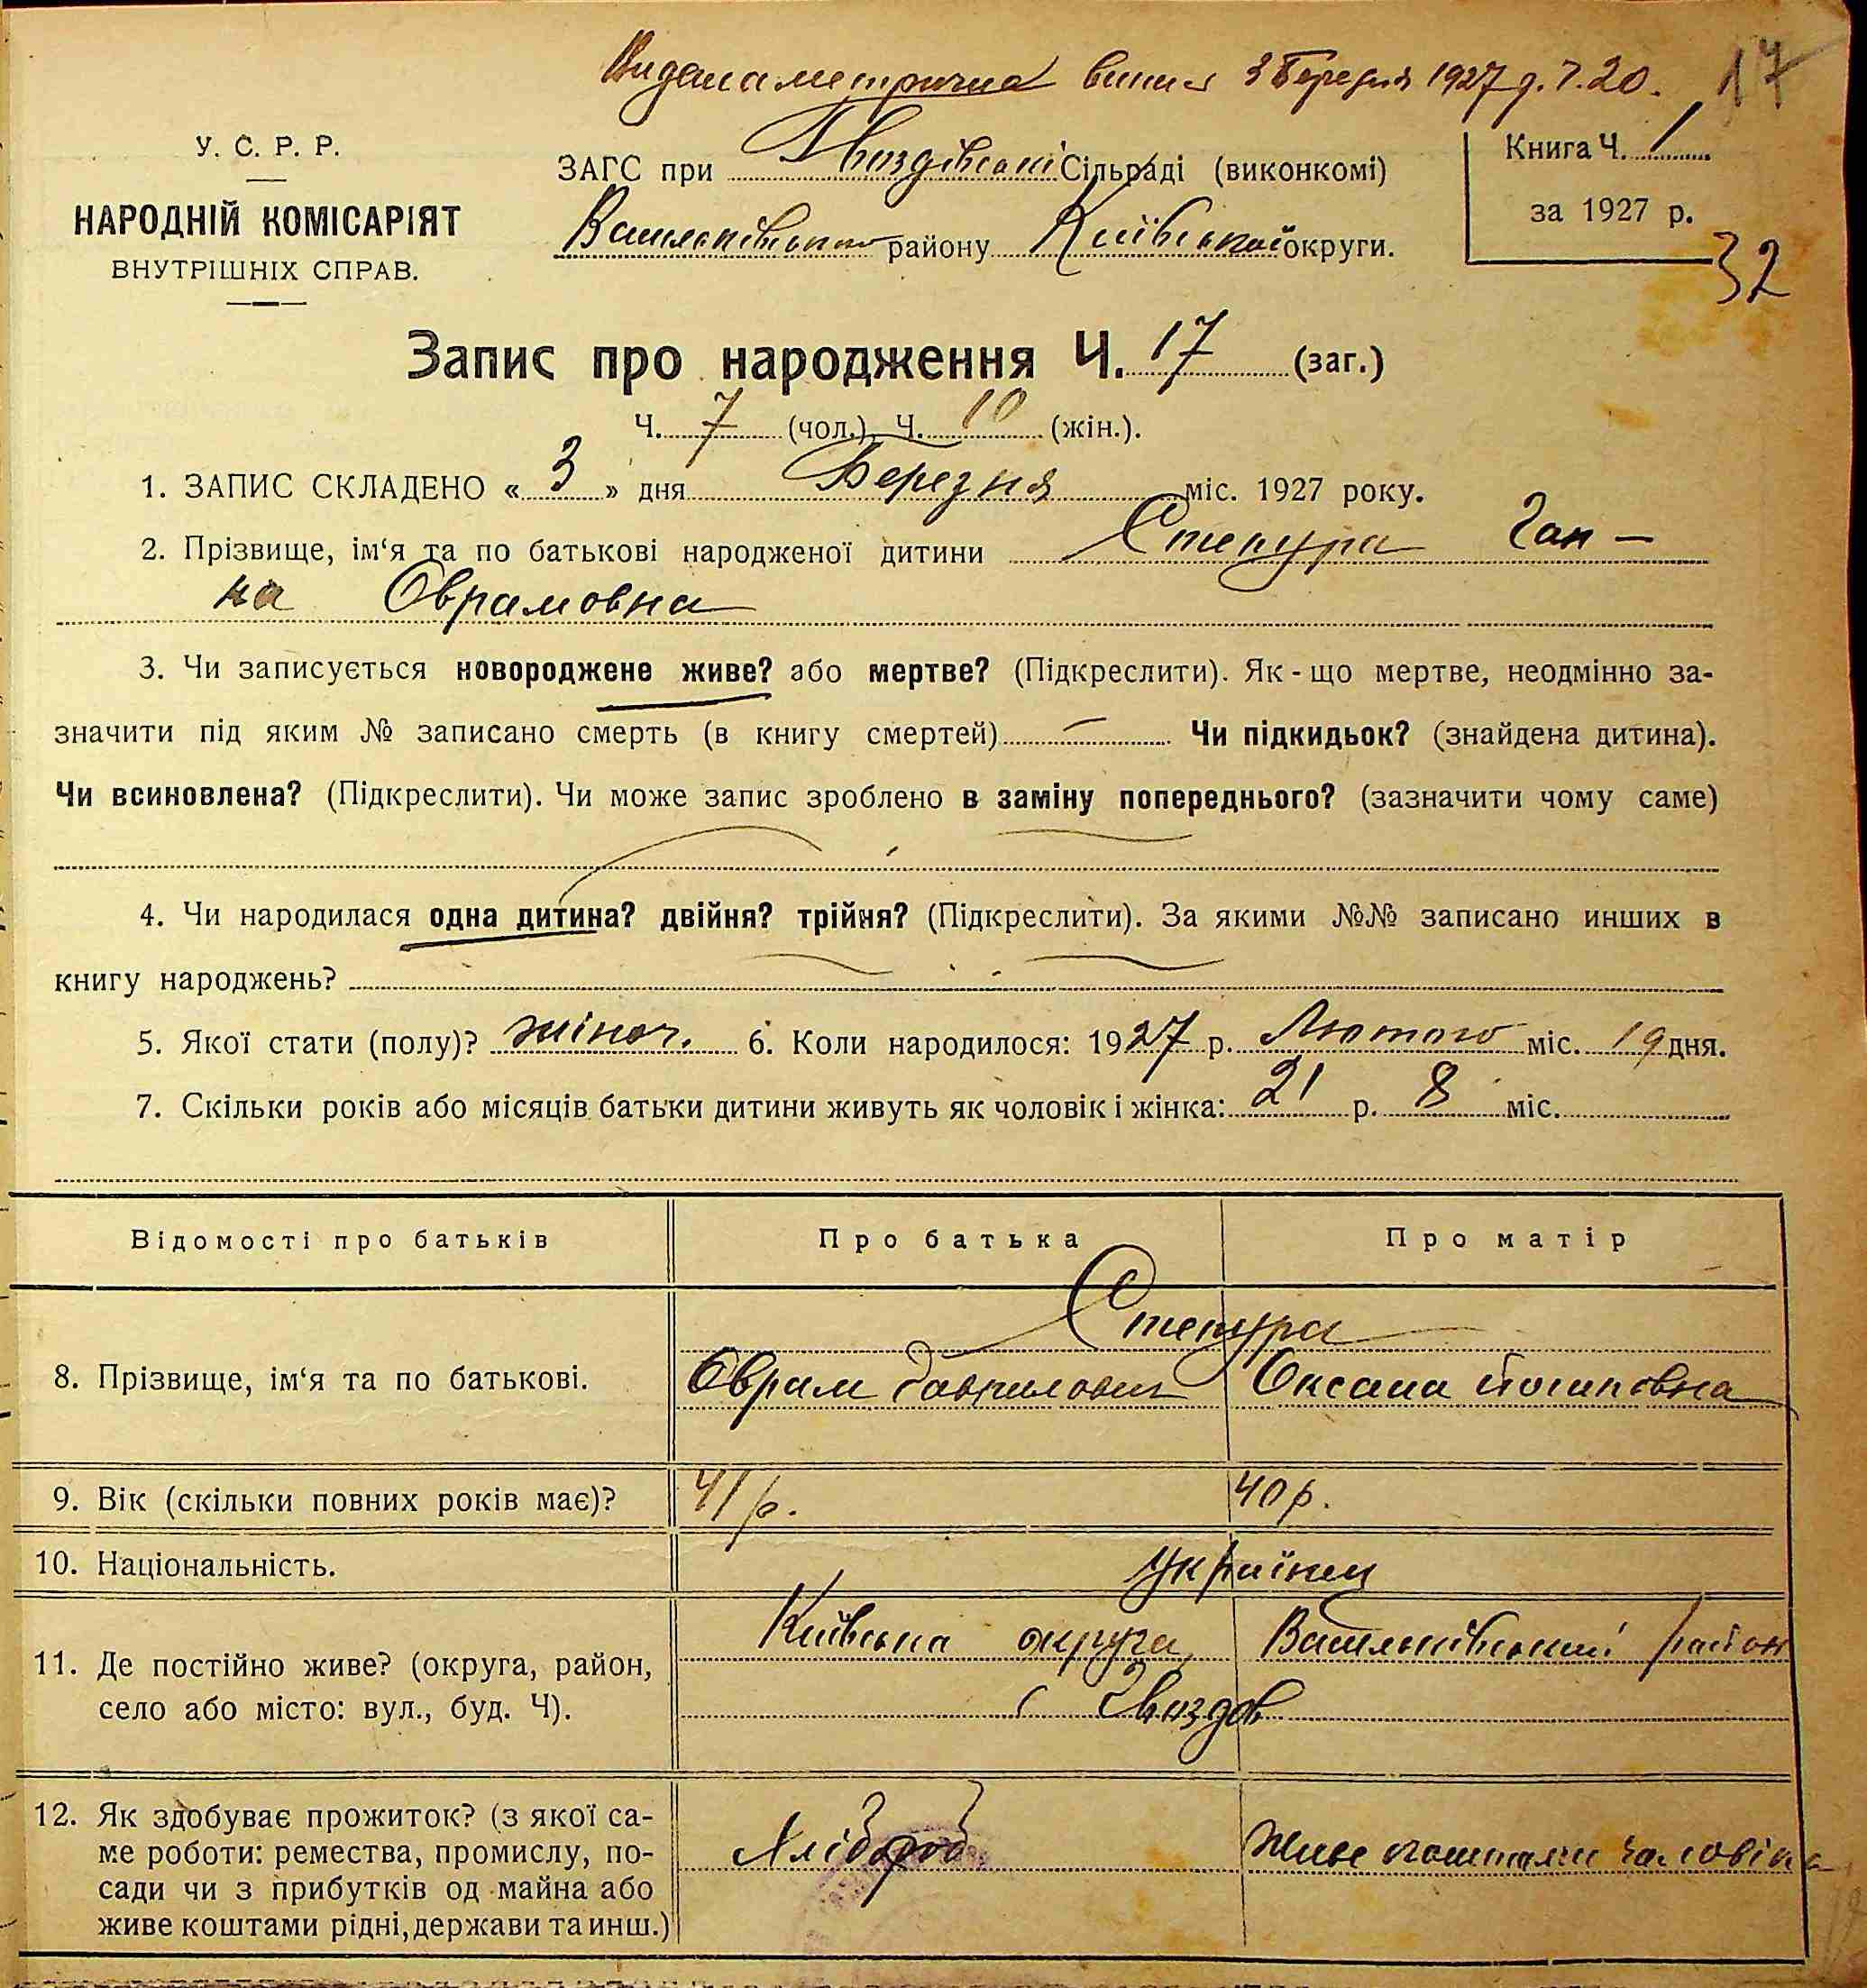 Видана метрична випись 3 Березня 1927 р. Ч. 20.
17
У. С. Р. Р.
НАРОДНІЙ КОМІСАРІЯТ
ВНУТРІШНІХ СПРАВ.
ЗАГС при Гвоздівській Сільраді (виконкомі)
Васильківського району Київської округи.
Книга Ч. 1
за 1927 р.
32
Запис про народження Ч. 17 (заг.)
Ч. 7 (чол.) Ч. 10 (жін.).
1. ЗАПИС СКЛАДЕНО « 3 » дня Березня міс. 1927 року.
2. Прізвище, ім‘я та по батькові народженої дитини Степура Ган-
на Оврамовна
3. Чи записується новороджене живе? або мертве? (Підкреслити). Як-що мертве, неодмінно за-
значити під яким № записано смерть (в книгу смертей) — Чи підкидьок? (знайдена дитина).
Чи всиновлена? (Підкреслити). Чи може запис зроблено в заміну попереднього? (зазначити чому саме)
4. Чи народилася одна дитина? двійня? трійня? (Підкреслити). За якими №№ записано инших в
книгу народжень?
5. Якої стати (полу)? жіноч. 6. Коли народилося: 1927 р. Лютого міс. 19 дня.
7. Скільки років або місяців батьки дитини живуть як чоловік і жінка: 21 р. 8 міс.
Відомості про батьків Про батька Про матір
Степура
8. Прізвище, ім‘я та по батькові. Оврам Гаврилович Оксана Йосиповна
9. Вік (скільки повних років має)? 41 р. 40 р.
10. Національність. Українці
Київська округа, Васильківський район
11. Де постійно живе? (округа, район,
село або місто: вул., буд. Ч). с Гвоздов
12. Як здобуває прожиток? (з якої са-
ме роботи: ремества, промислу, по- Хлібороб Живе коштами чоловіка
сади чи з прибутків од майна або
живе коштами рідні, держави та инш.)